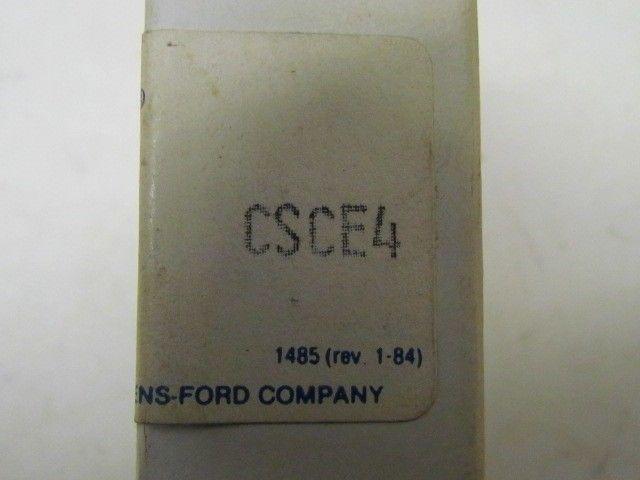 )
CSCE4
1485 (rev. 1-84)
ENS-FORD COMPANY